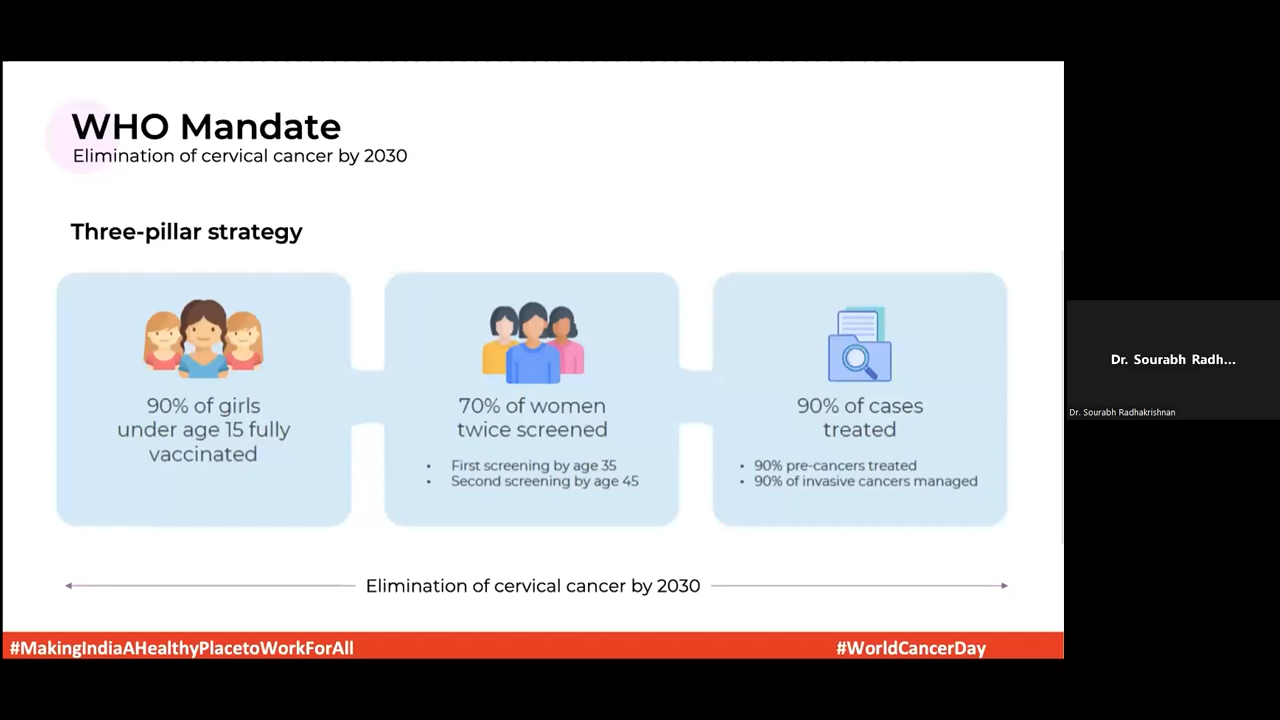 WHO Mandate
Elimination of cervical cancer by 2030
Three-pillar strategy
90% of girls
under age 15 fully
vaccinated
70% of women
twice screened
• First screening by age 35
• Second screening by age 45
90% of cases
treated
• 90% pre-cancers treated
• 90% of invasive cancers managed
Elimination of cervical cancer by 2030
#MakingIndiaAHealthyPlacetoWorkForAll
#WorldCancerDay
Dr. Sourabh Radh...
Dr. Sourabh Radhakrishnan